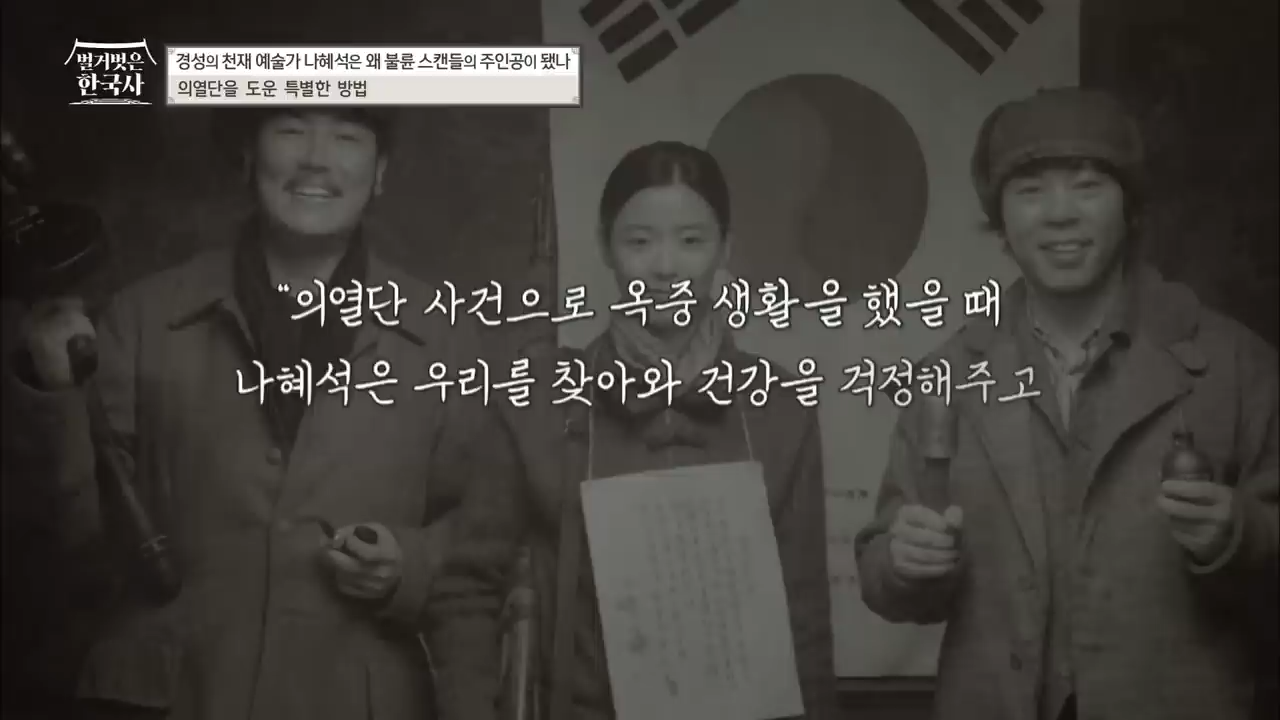 벌거벗은
한국사
경성의 천재 예술가 나혜석은 왜 불륜 스캔들의 주인공이 됐나
의열단을 도운 특별한 방법
“의열단 사건으로 옥중 생활을 했을 때
나혜석은 우리를 찾아와 건강을 걱정해주고